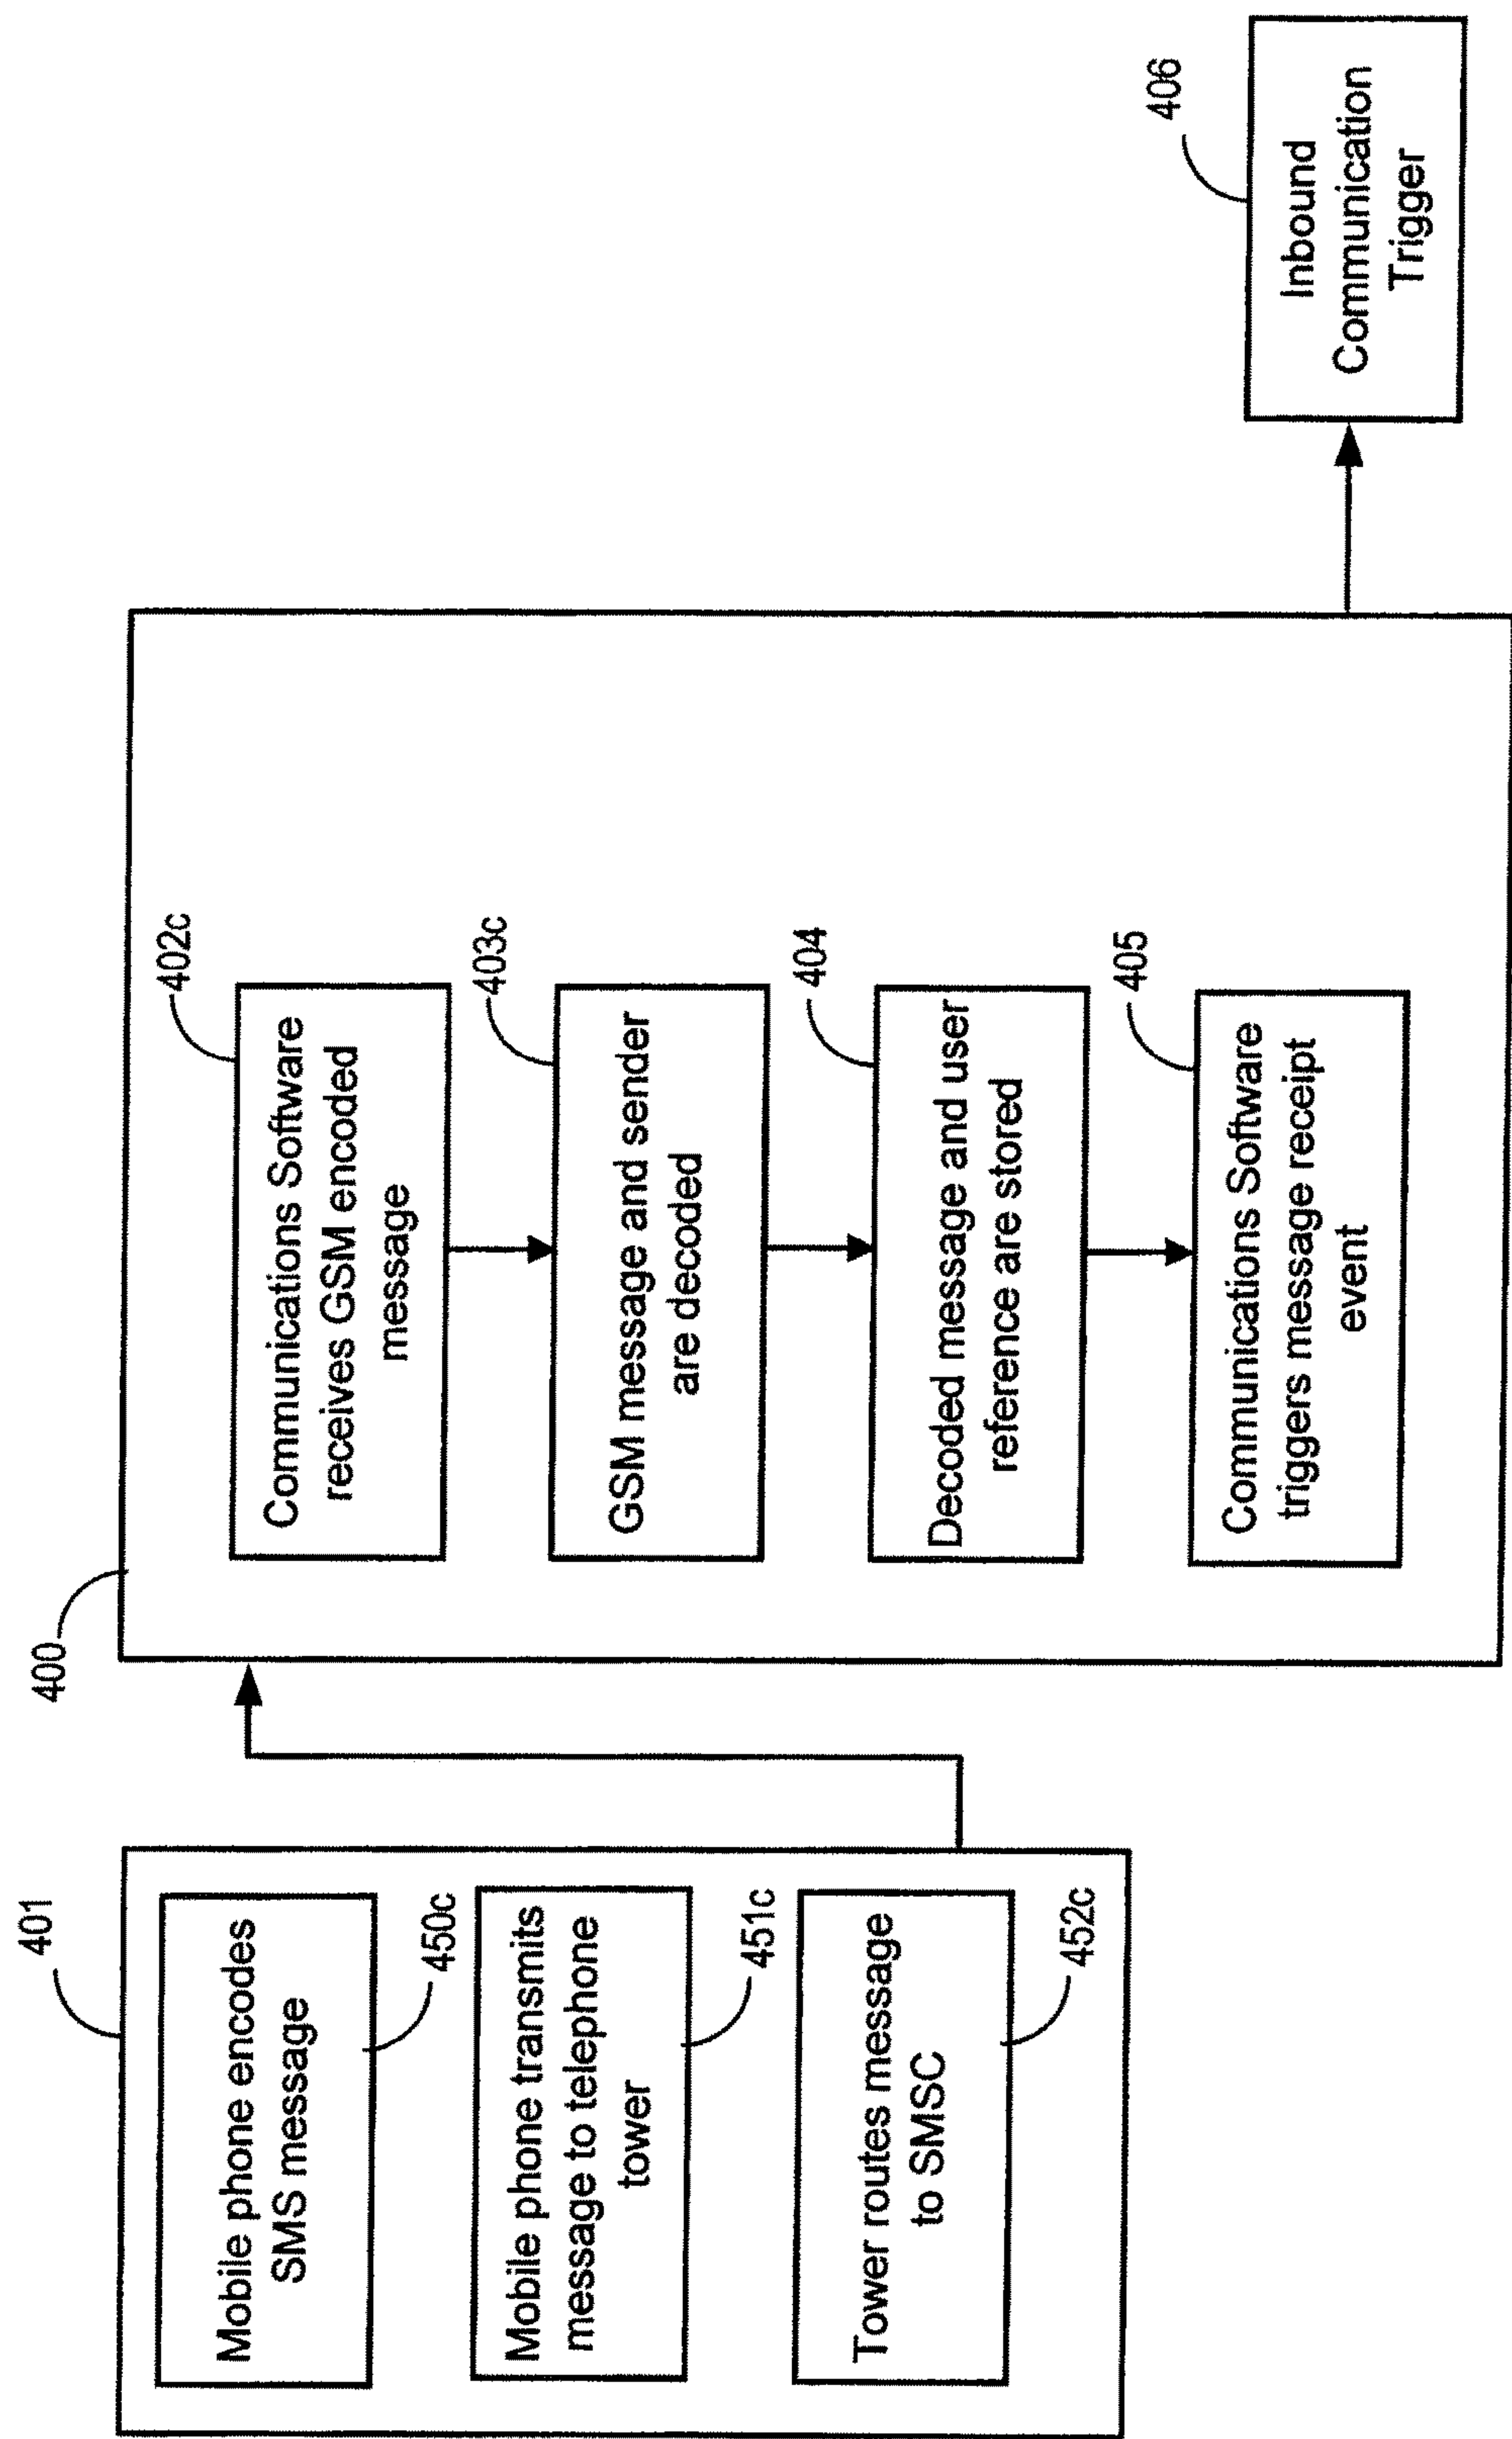 401
Mobile phone encodes
SMS message
450c
Mobile phone transmits
message to telephone
tower
451c
Tower routes message
to SMSC
452c
400
Communications Software
receives GSM encoded
message
402c
GSM message and sender
are decoded
403c
Decoded message and user
reference are stored
404
Communications Software
triggers message receipt
event
405
406
Inbound
Communication
Trigger